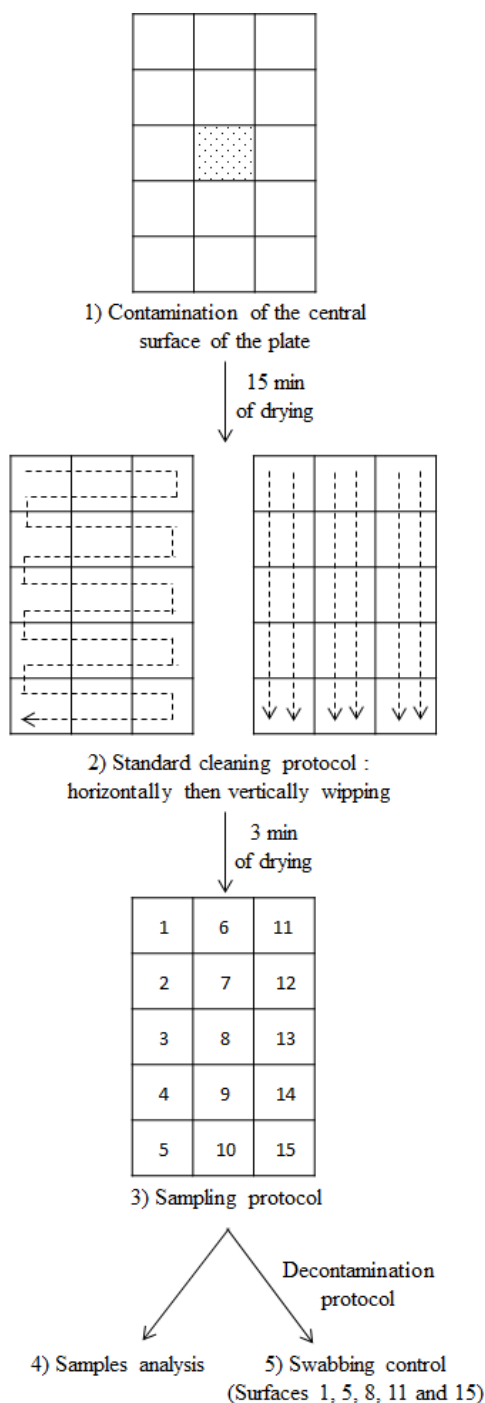 1) Contamination of the central
surface of the plate
15 min
of drying
2) Standard cleaning protocol :
horizontally then vertically wipping
3 min
of drying
1 6 11
2 7 12
3 8 13
4 9 14
5 10 15
3) Sampling protocol
Decontamination
protocol
4) Samples analysis
5) Swabbing control
(Surfaces 1, 5, 8, 11 and 15)